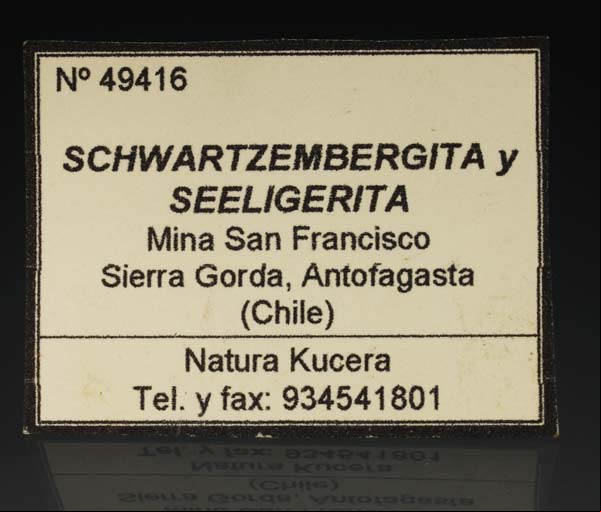 Nº 49416
SCHWARTZEMBERGITA y
SEELIGERITA
Mina San Francisco
Sierra Gorda, Antofagasta
(Chile)
Natura Kucera
Tel. y fax: 934541801